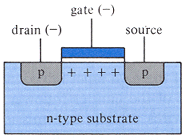 gate (−)
drain (−)
source
p
+ + + +
p
n-type substrate